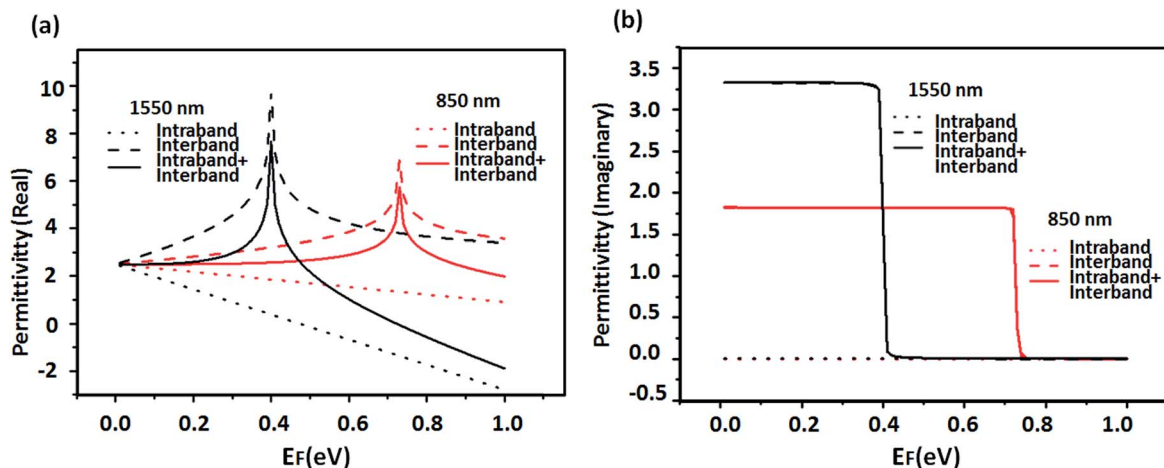 (a)
Permittivity (Real)
10
8
6
4
2
0
-2
1550 nm
Intraband
Interband
Intraband+
Interband
850 nm
Intraband
Interband
Intraband+
Interband
0.0 0.2 0.4 0.6 0.8 1.0
EF(eV)
(b)
Permittivity (Imaginary)
3.5
3.0
2.5
2.0
1.5
1.0
0.5
0.0
-0.5
1550 nm
Intraband
Interband
Intraband+
Interband
850 nm
Intraband
Interband
Intraband+
Interband
0.0 0.2 0.4 0.6 0.8 1.0
EF(eV)